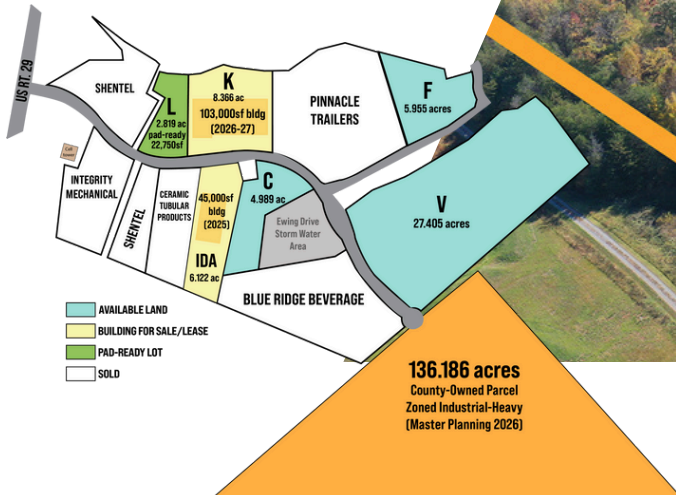 US RT. 29
SHENTEL
L
2.819 ac
pad-ready
22,750sf
K
8.366 ac
103,000sf bldg
(2026-27)
PINNACLE
TRAILERS
F
5.955 acres
Cell
tower
INTEGRITY
MECHANICAL
SHENTEL
CERAMIC
TUBULAR
PRODUCTS
45,000sf
bldg
(2025)
IDA
6.122 ac
C
4.989 ac
Ewing Drive
Storm Water
Area
V
27.405 acres
BLUE RIDGE BEVERAGE
AVAILABLE LAND
BUILDING FOR SALE/LEASE
PAD-READY LOT
SOLD
136.186 acres
County-Owned Parcel
Zoned Industrial-Heavy
(Master Planning 2026)